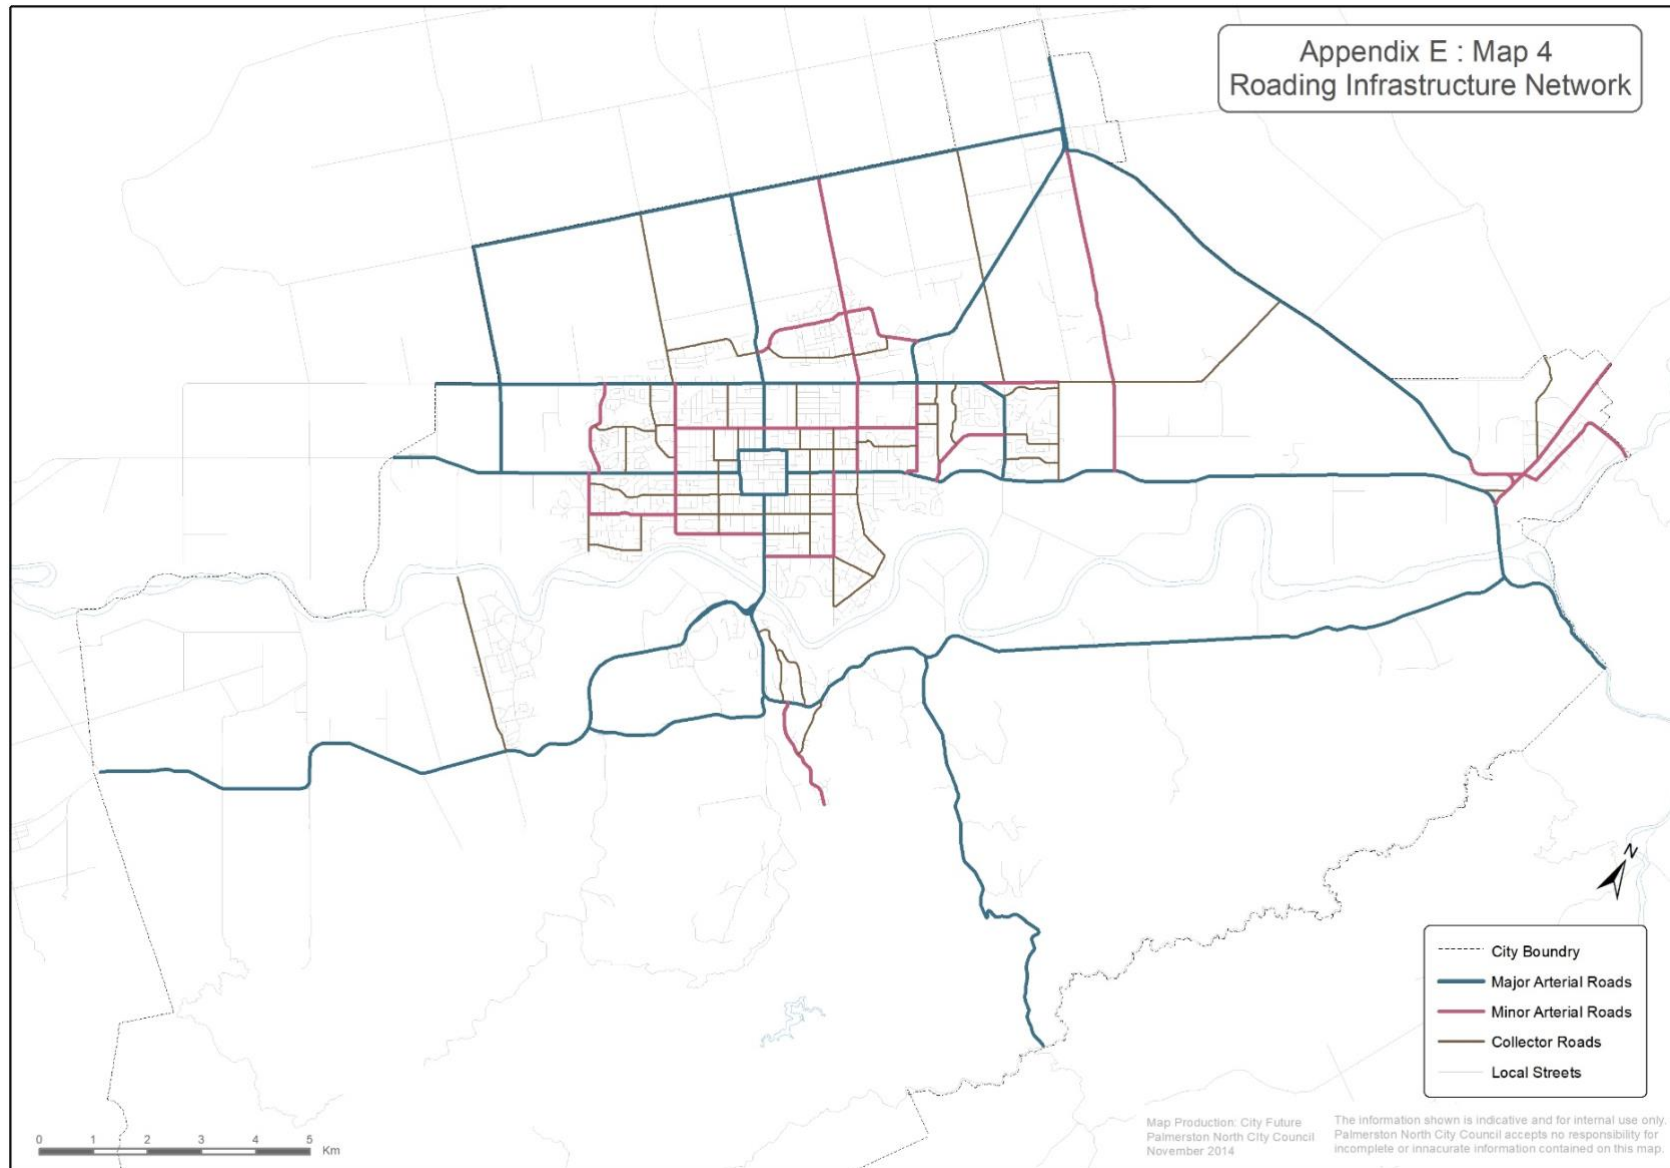 Appendix E : Map 4
Roading Infrastructure Network
N
City Boundry
Major Arterial Roads
Minor Arterial Roads
Collector Roads
Local Streets
0 1 2 3 4 5
Km
Map Production: City Future
Palmerston North City Council
November 2014
The information shown is indicative and for internal use only.
Palmerston North City Council accepts no responsibility for
incomplete or innacurate information contained on this map.